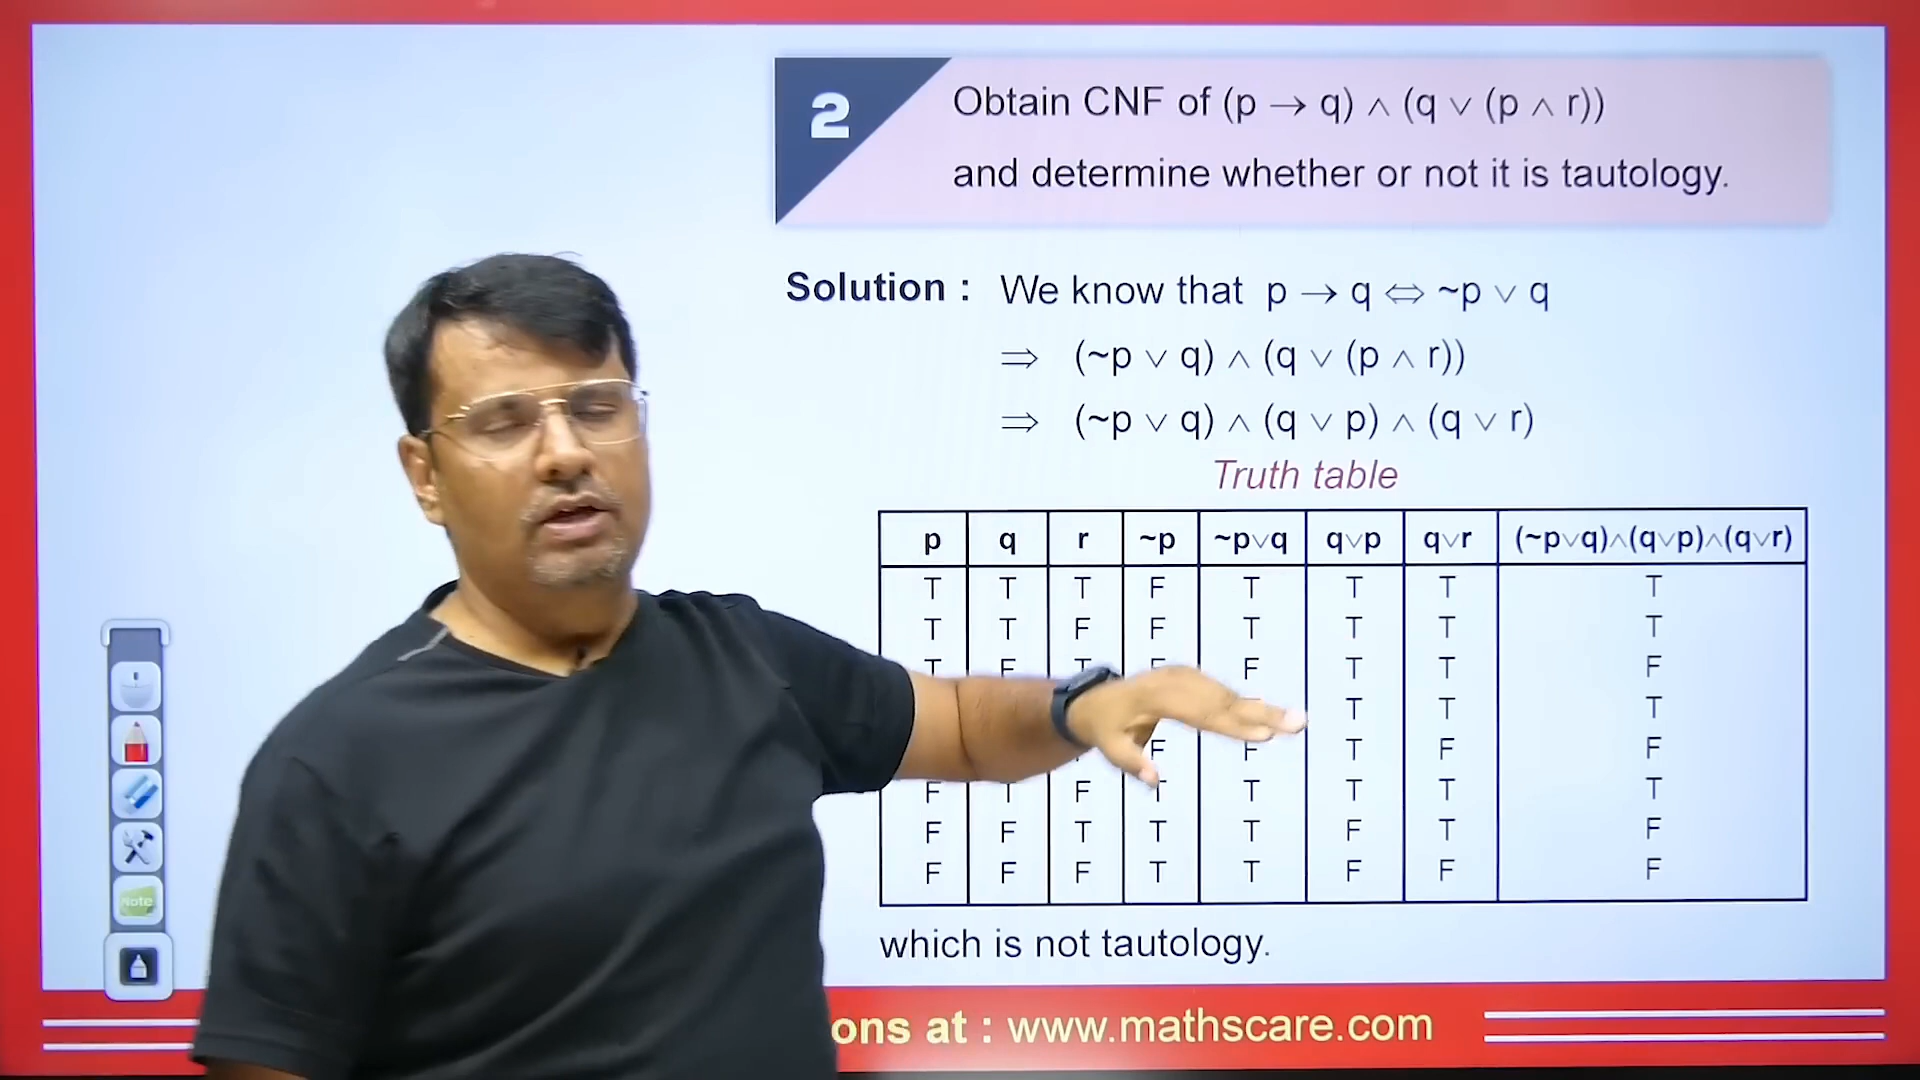 2
Obtain CNF of (p → q) ∧ (q ∨ (p ∧ r))
and determine whether or not it is tautology.
Solution : We know that p → q ⇔ ~p ∨ q
⇒ (~p ∨ q) ∧ (q ∨ (p ∧ r))
⇒ (~p ∨ q) ∧ (q ∨ p) ∧ (q ∨ r)
Truth table
p q r ~p ~p∨q q∨p q∨r (~p∨q)∧(q∨p)∧(q∨r)
T T T F T T T T
T T F F T T T T
T F T F F T T F
T T T
F F T F F
F T F T T T T T
F F T T T F T F
F F F T T F F F
which is not tautology.
ons at : www.mathscare.com
Note